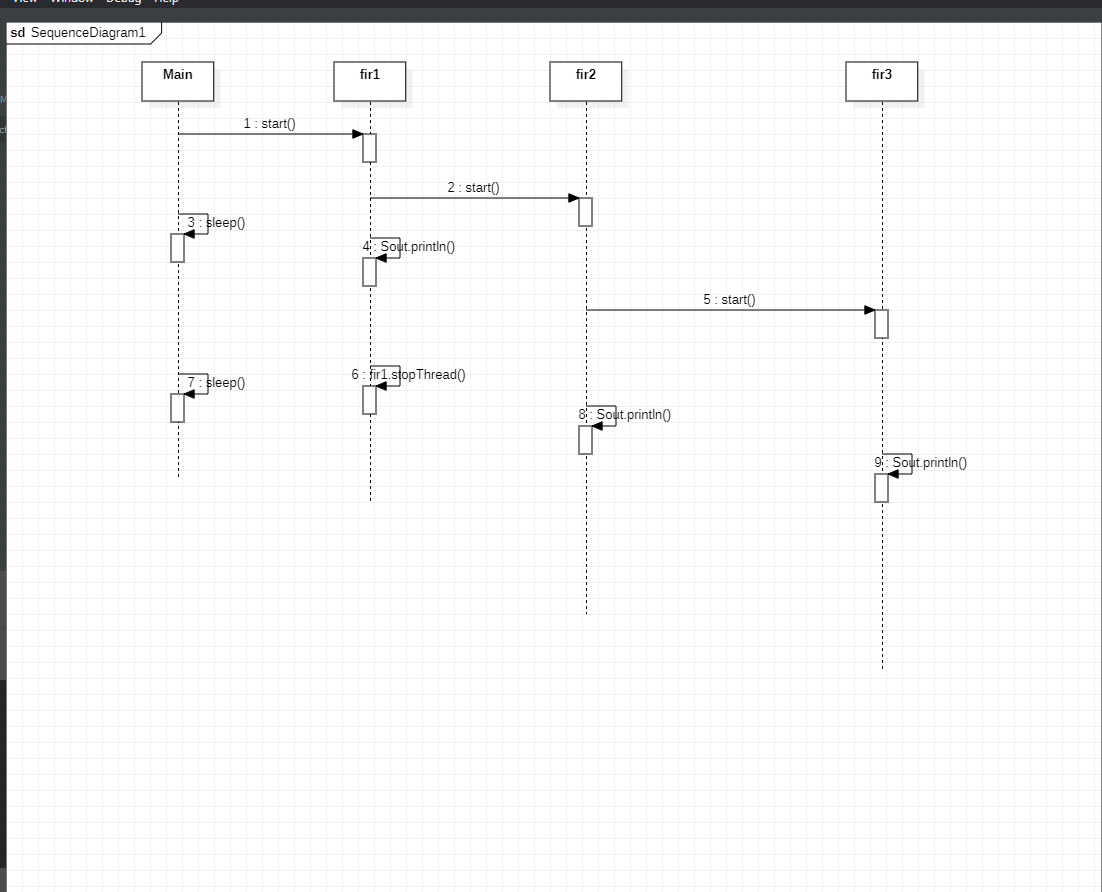 View Window Debug Help
sd SequenceDiagram1
Main fir1 fir2 fir3
1 : start()
2 : start()
3 : sleep()
4 : Sout.println()
5 : start()
6 : fir1.stopThread()
7 : sleep()
8 : Sout.println()
9 : Sout.println()